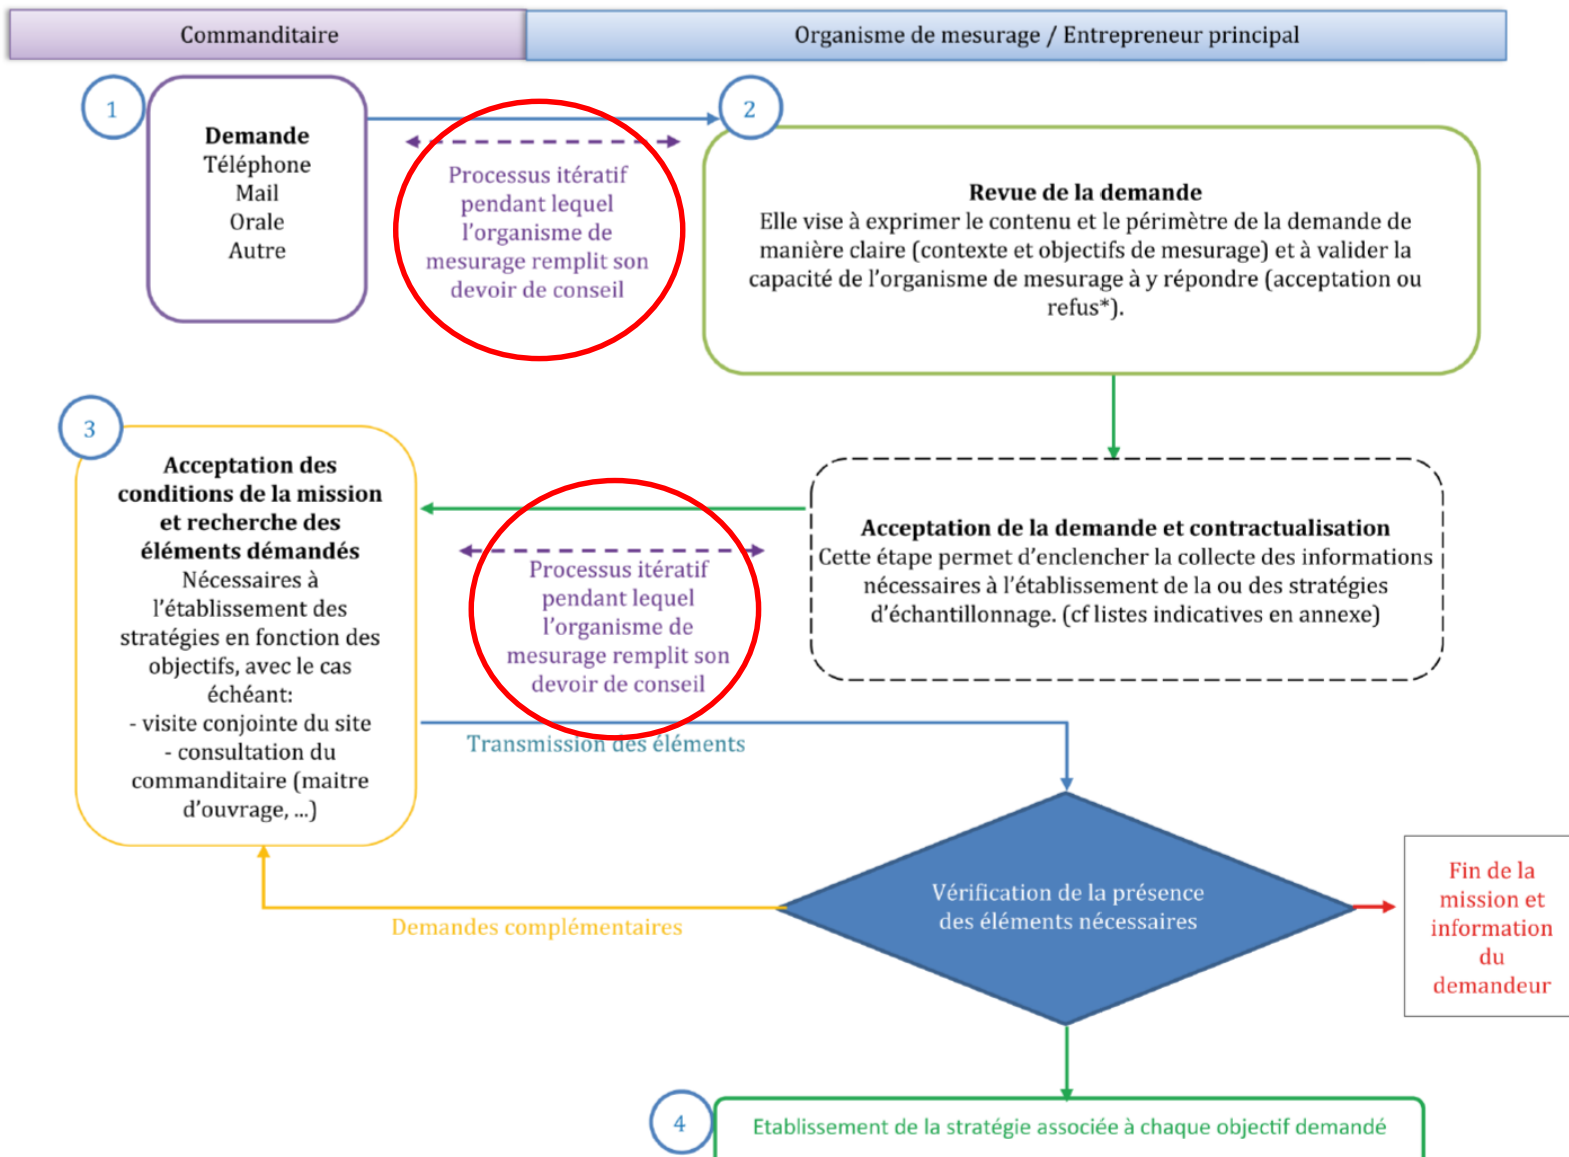 Commanditaire
Organisme de mesurage / Entrepreneur principal
1
Demande
Téléphone
Mail
Orale
Autre
Processus itératif
pendant lequel
l'organisme de
mesurage remplit son
devoir de conseil
2
Revue de la demande
Elle vise à exprimer le contenu et le périmètre de la demande de
manière claire (contexte et objectifs de mesurage) et à valider la
capacité de l'organisme de mesurage à y répondre (acceptation ou
refus*).
3
Acceptation des
conditions de la mission
et recherche des
éléments démandés
Nécessaires à
l'établissement des
stratégies en fonction des
objectifs, avec le cas
échéant:
- visite conjointe du site
- consultation du
commanditaire (maitre
d'ouvrage, ...)
Processus itératif
pendant lequel
l'organisme de
mesurage remplit son
devoir de conseil
Acceptation de la demande et contractualisation
Cette étape permet d'enclencher la collecte des informations
nécessaires à l'établissement de la ou des stratégies
d'échantillonnage. (cf listes indicatives en annexe)
Transmission des éléments
Vérification de la présence
des éléments nécessaires
Demandes complémentaires
Fin de la
mission et
information
du
demandeur
4
Etablissement de la stratégie associée à chaque objectif demandé